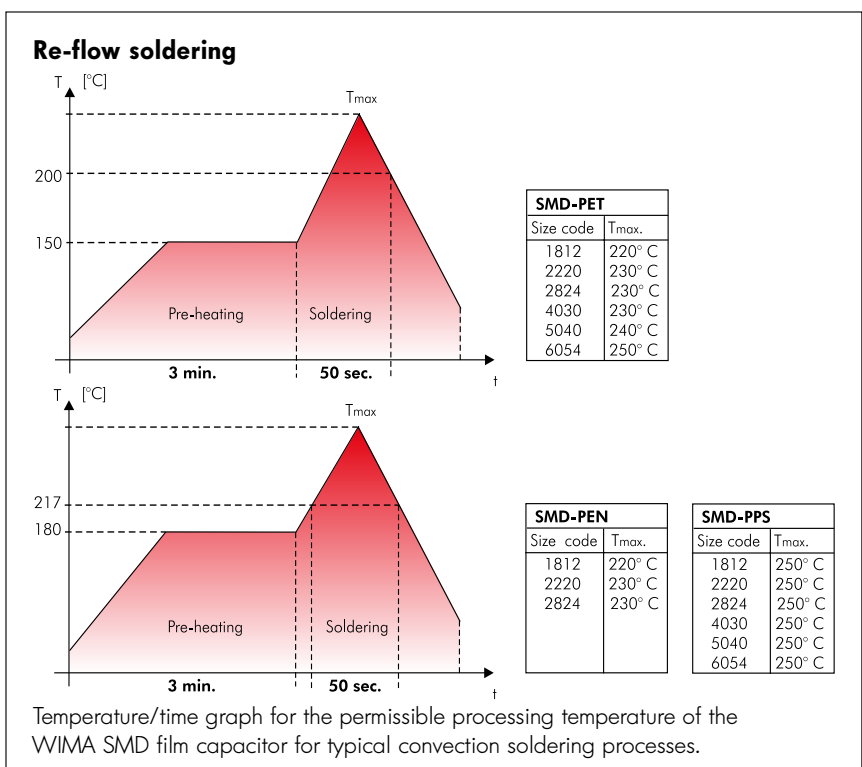 Re-flow soldering
T [°C]
Tmax
200
150
Pre-heating Soldering
3 min. 50 sec.
t
SMD-PET
Size code Tmax.
1812 220° C
2220 230° C
2824 230° C
4030 230° C
5040 240° C
6054 250° C
T [°C]
Tmax
217
180
Pre-heating Soldering
3 min. 50 sec.
t
SMD-PEN
Size code Tmax.
1812 220° C
2220 230° C
2824 230° C
SMD-PPS
Size code Tmax.
1812 250° C
2220 250° C
2824 250° C
4030 250° C
5040 250° C
6054 250° C
Temperature/time graph for the permissible processing temperature of the
WIMA SMD film capacitor for typical convection soldering processes.